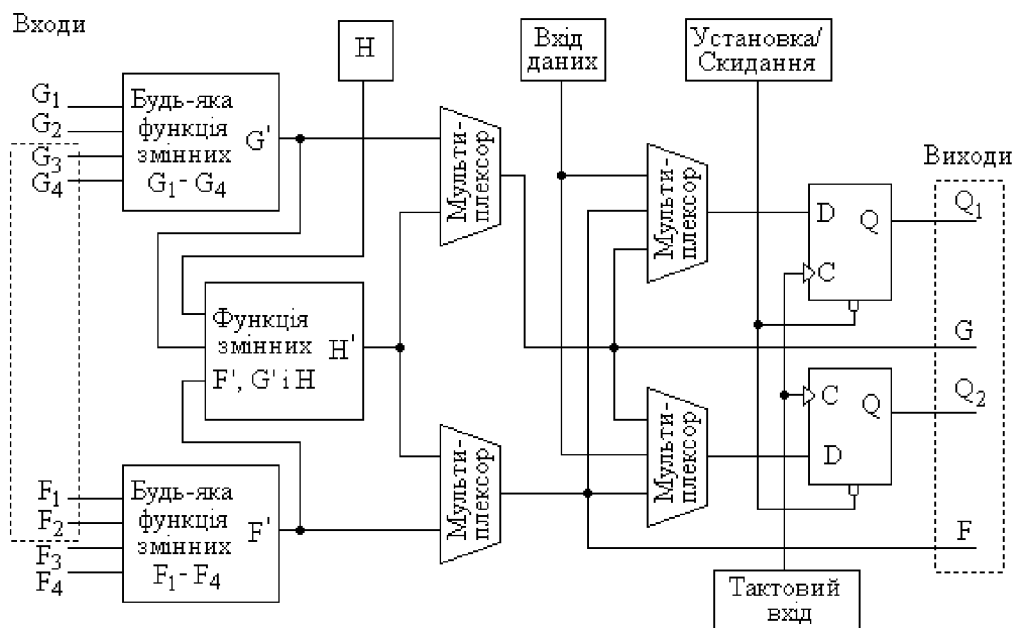 Входи
H
Вхід
даних
Установка/
Скидання
G1
G2
G3
G4
Будь-яка
функція
змінних
G1- G4
G'
Мульти-
плексор
Мульти-
плексор
Виходи
D
Q
C
Q1
Функція
змінних
F', G' і H
H'
G
C
Q
D
Q2
F1
F2
F3
F4
Будь-яка
функція
змінних
F1- F4
F'
Мульти-
плексор
Мульти-
плексор
F
Тактовий
вхід